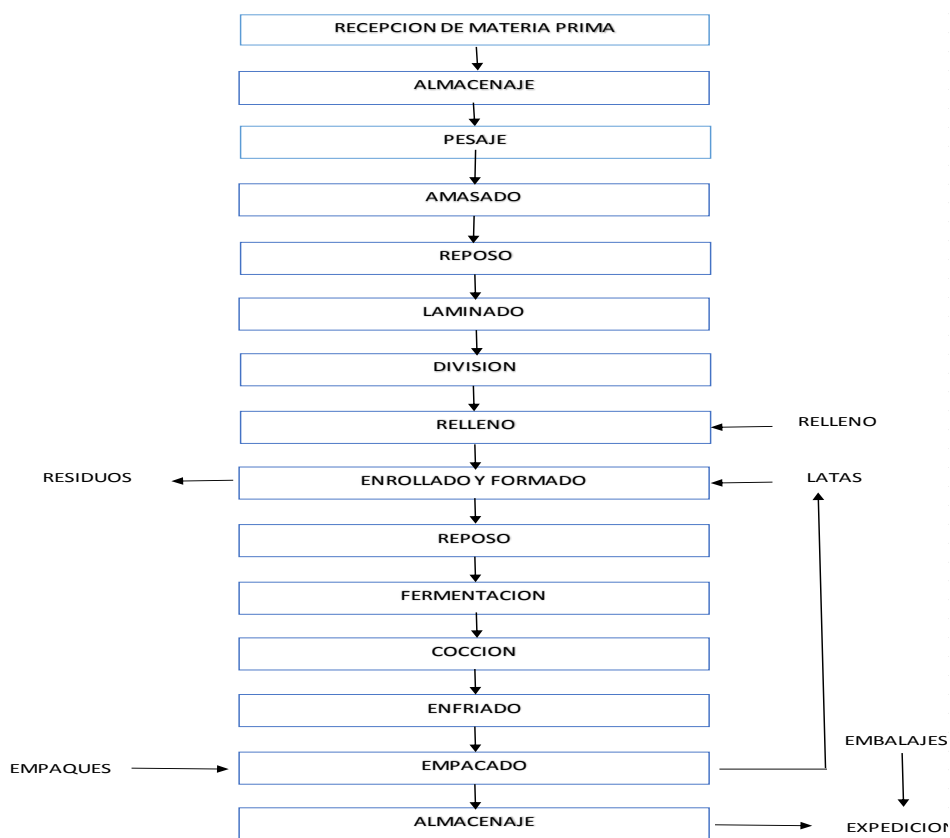 RECEPCION DE MATERIA PRIMA
ALMACENAJE
PESAJE
AMASADO
REPOSO
LAMINADO
DIVISION
RELLENO
RELLENO
RESIDUOS
ENROLLADO Y FORMADO
LATAS
REPOSO
FERMENTACION
COCCION
ENFRIADO
EMBALAJES
EMPAQUES
EMPACADO
ALMACENAJE
EXPEDICION